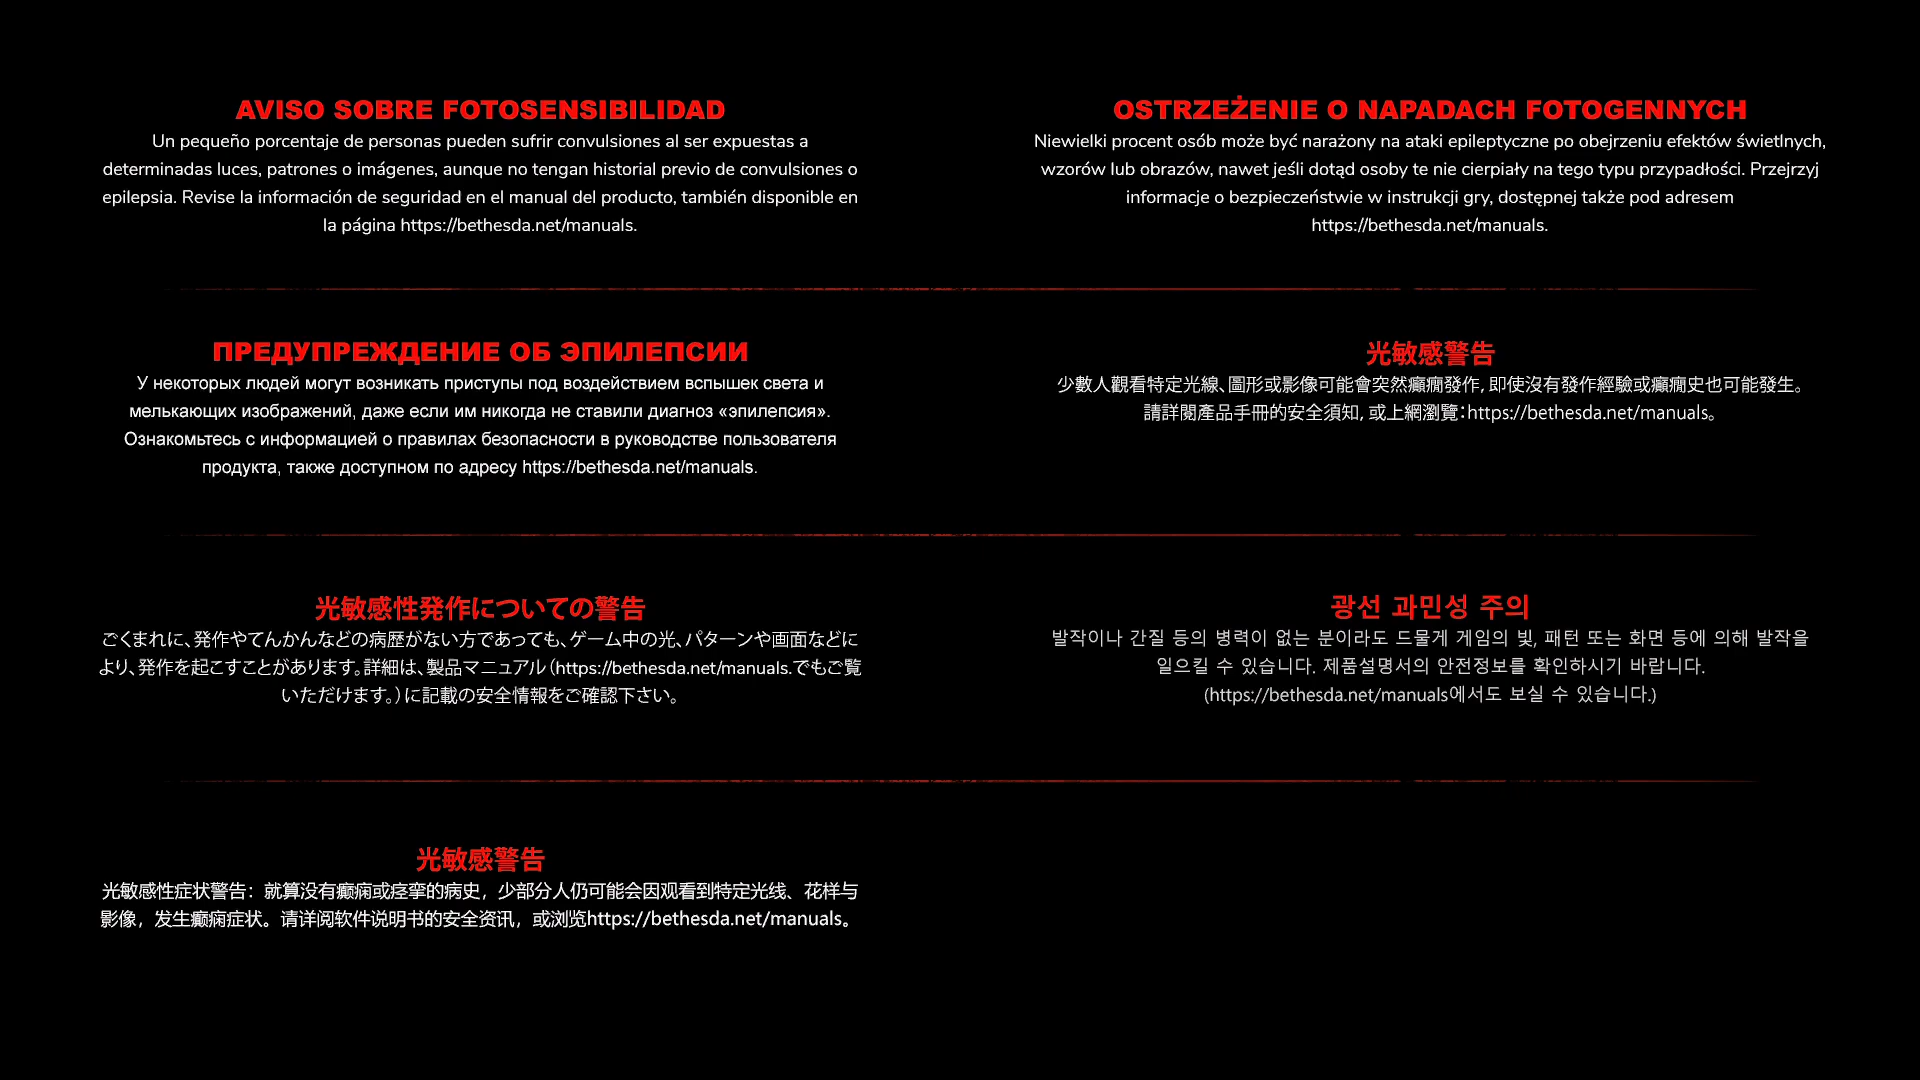 AVISO SOBRE FOTOSENSIBILIDAD
Un pequeño porcentaje de personas pueden sufrir convulsiones al ser expuestas a
determinadas luces, patrones o imágenes, aunque no tengan historial previo de convulsiones o
epilepsia. Revise la información de seguridad en el manual del producto, también disponible en
la página https://bethesda.net/manuals.
OSTRZEŻENIE O NAPADACH FOTOGENNYCH
Niewielki procent osób może być narażony na ataki epileptyczne po obejrzeniu efektów świetlnych,
wzorów lub obrazów, nawet jeśli dotąd osoby te nie cierpiały na tego typu przypadłości. Przejrzyj
informacje o bezpieczeństwie w instrukcji gry, dostępnej także pod adresem
https://bethesda.net/manuals.
ПРЕДУПРЕЖДЕНИЕ ОБ ЭПИЛЕПСИИ
У некоторых людей могут возникать приступы под воздействием вспышек света и
мелькающих изображений, даже если им никогда не ставили диагноз «эпилепсия».
Ознакомьтесь с информацией о правилах безопасности в руководстве пользователя
продукта, также доступном по адресу https://bethesda.net/manuals.
光敏感警告
少數人觀看特定光線、圖形或影像可能會突然癲癇發作, 即使沒有發作經驗或癲癇史也可能發生。
請詳閱產品手冊的安全須知, 或上網瀏覽：https://bethesda.net/manuals。
光敏感性発作についての警告
ごくまれに、発作やてんかんなどの病歴がない方であっても、ゲーム中の光、パターンや画面などに
より、発作を起こすことがあります。詳細は、製品マニュアル（https://bethesda.net/manuals.でもご覧
いただけます。）に記載の安全情報をご確認下さい。
광선 과민성 주의
발작이나 간질 등의 병력이 없는 분이라도 드물게 게임의 빛, 패턴 또는 화면 등에 의해 발작을
일으킬 수 있습니다. 제품설명서의 안전정보를 확인하시기 바랍니다.
(https://bethesda.net/manuals에서도 보실 수 있습니다.)
光敏感警告
光敏感性症状警告：就算没有癫痫或痉挛的病史，少部分人仍可能会因观看到特定光线、花样与
影像，发生癫痫症状。请详阅软件说明书的安全资讯，或浏览https://bethesda.net/manuals。